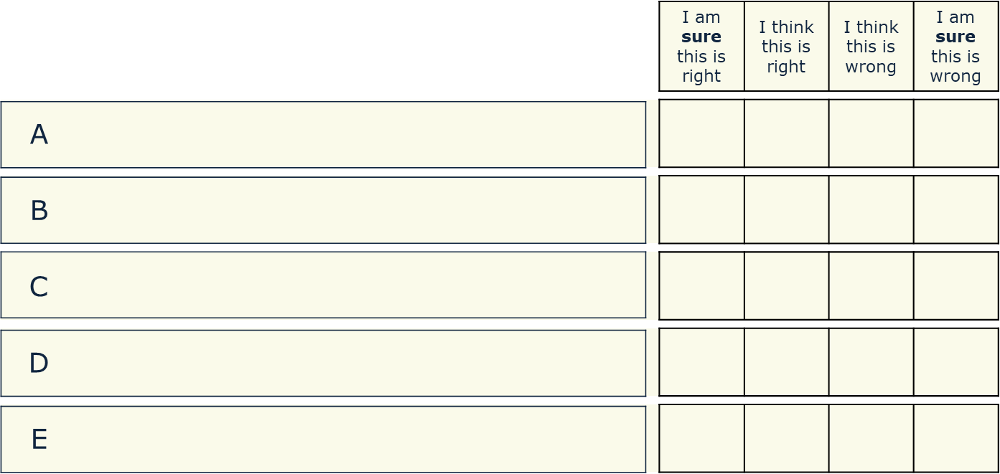 I am
sure
this is
right
I think
this is
right
I think
this is
wrong
I am
sure
this is
wrong
A
B
C
D
E